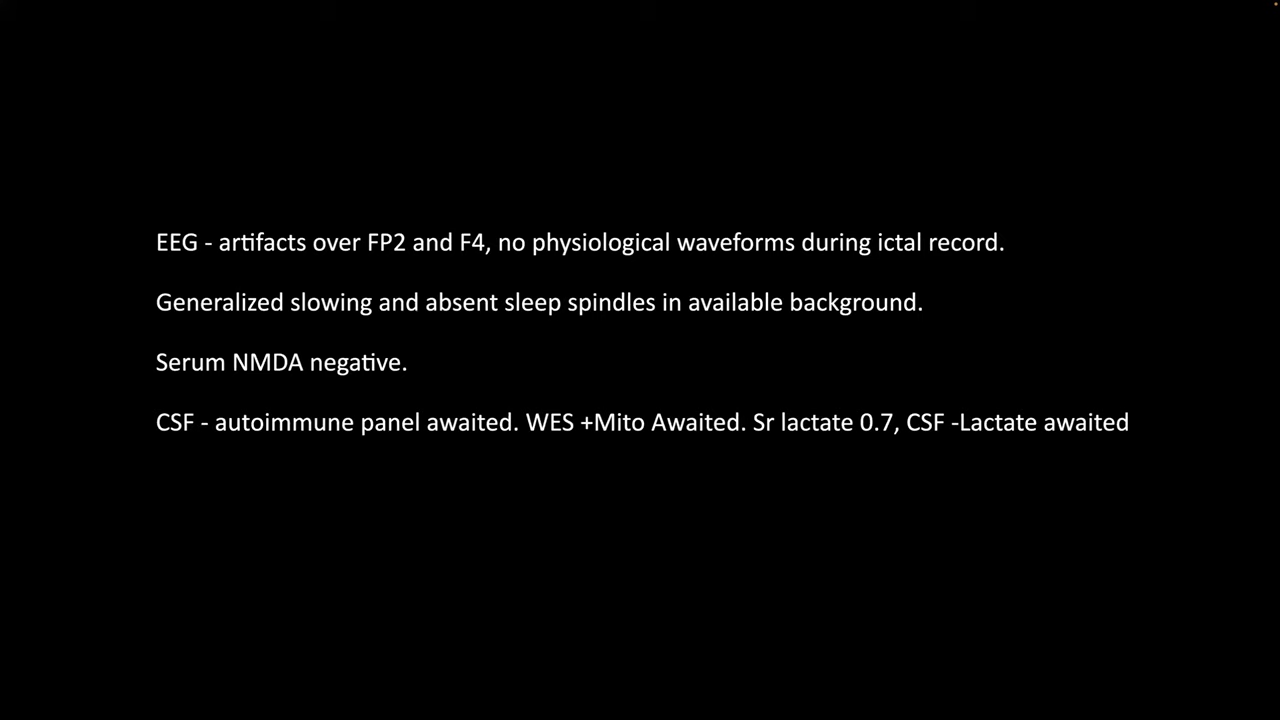 EEG - artifacts over FP2 and F4, no physiological waveforms during ictal record.
Generalized slowing and absent sleep spindles in available background.
Serum NMDA negative.
CSF - autoimmune panel awaited. WES +Mito Awaited. Sr lactate 0.7, CSF -Lactate awaited